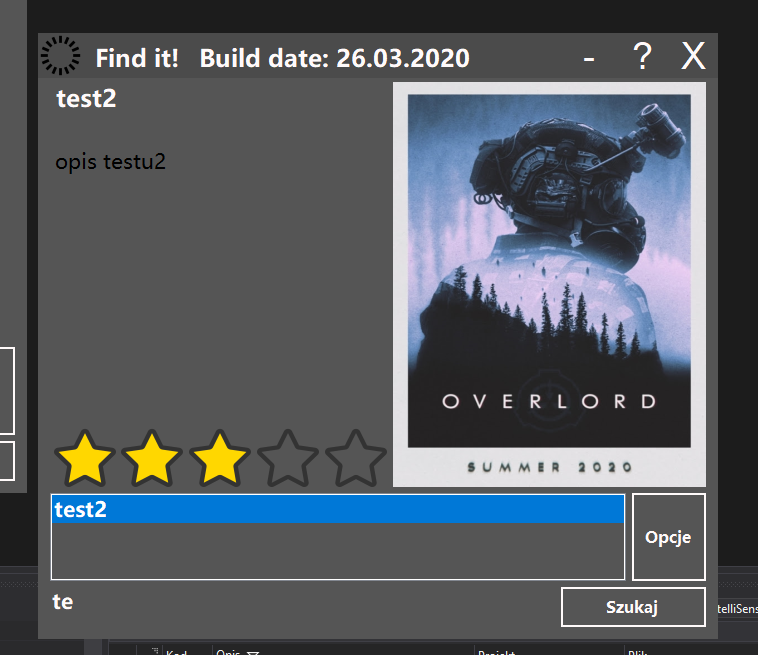 Find it! Build date: 26.03.2020
- ? X
test2
opis testu2
OVERLORD
SUMMER 2020
test2
Opcje
te
Szukaj
telliSens
Kod Opis Projekt Plik